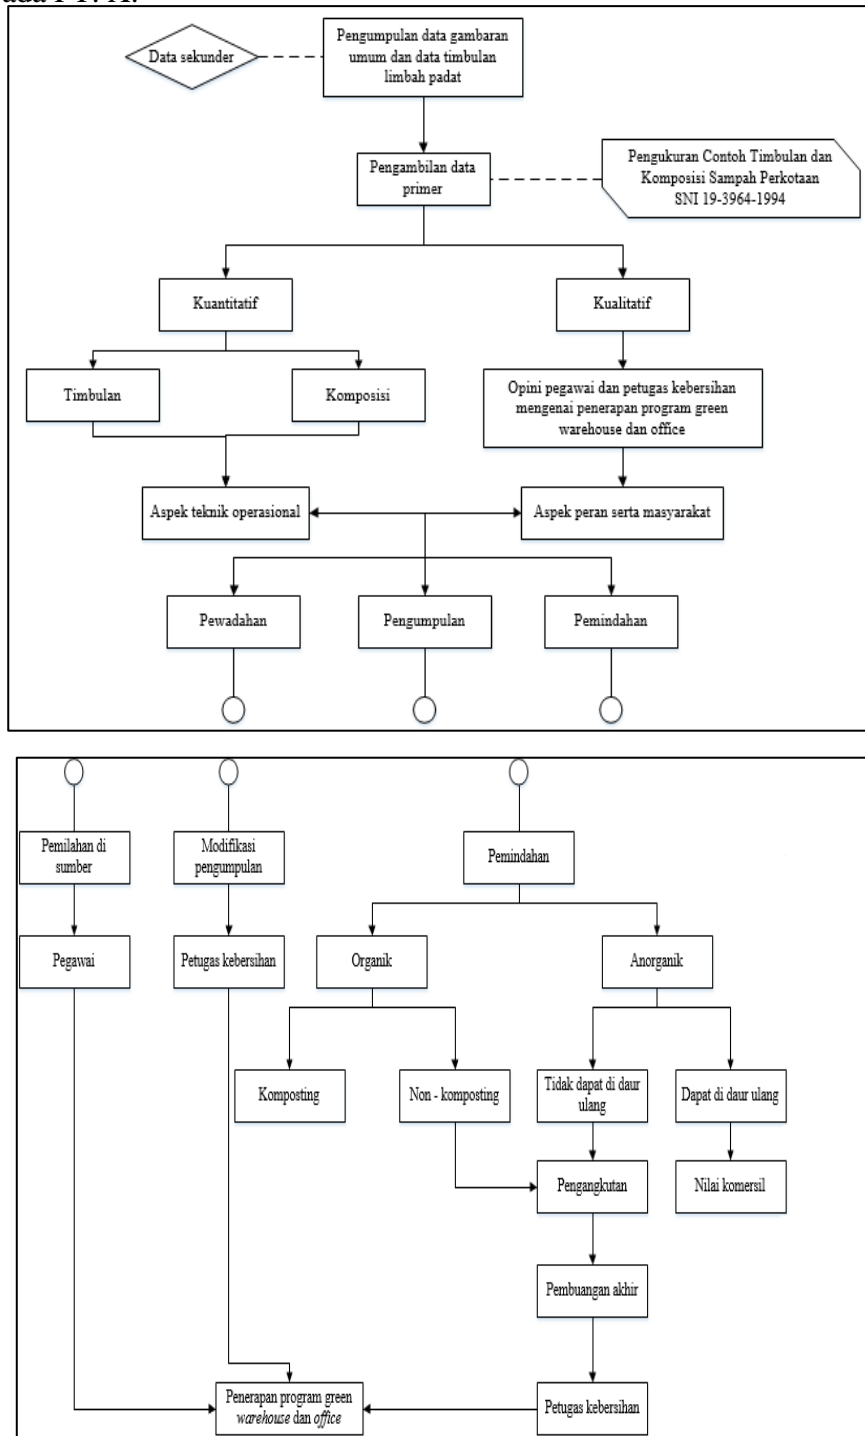 Pengumpulan data gambaran
umum dan data timbulan
limbah padat
Data sekunder
Pengambilan data
primer
Pengukuran Contoh Timbulan dan
Komposisi Sampah Perkotaan
SNI 19-3964-1994
Kuantitatif
Kualitatif
Timbulan
Komposisi
Opini pegawai dan petugas kebersihan
mengenai penerapan program green
warehouse dan office
Aspek teknik operasional
Aspek peran serta masyarakat
Pewadahan
Pengumpulan
Pemindahan
Pemilahan di
sumber
Modifikasi
pengumpulan
Pemindahan
Pegawai
Petugas kebersihan
Organik
Anorganik
Komposting
Non - komposting
Tidak dapat di daur
ulang
Dapat di daur ulang
Pengangkutan
Nilai komersil
Pembuangan akhir
Penerapan program green
warehouse dan office
Petugas kebersihan